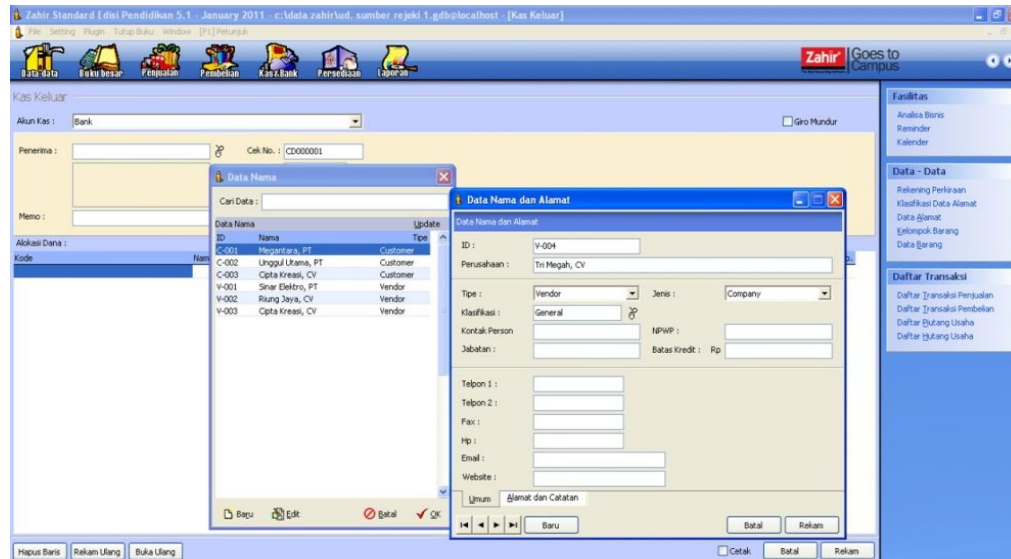 Zahir Standard Edisi Pendidikan 5.1 - January 2011 - c:\data zahir\ud. sumber rejeki 1.gdb@localhost - [Kas Keluar]
File Setting Plugin Tutup Buku Window [F1] Petunjuk
Data-data Buku besar Penjualan Pembelian Kas & Bank Persediaan Laporan
Zahir Goes to Campus
Kas Keluar
Akun Kas : Bank
Giro Mundur
Penerima :
Cek No. : CD000001
Memo :
Alokasi Dana :
Kode Nam
Data Nama
Cari Data :
Data Nama Update
ID Nama Tipe
C-001 Megantara, PT Customer
C-002 Unggul Utama, PT Customer
C-003 Cipta Kreasi, CV Customer
V-001 Sinar Elektro, PT Vendor
V-002 Riung Jaya, CV Vendor
V-003 Cipta Kreasi, CV Vendor
Baru Edit Batal OK
Data Nama dan Alamat
Data Nama dan Alamat
ID : V-004
Perusahaan : Tri Megah, CV
Tipe : Vendor Jenis : Company
Klasifikasi : General
Kontak Person NPWP :
Jabatan : Batas Kredit : Rp
Telpon 1 :
Telpon 2 :
Fax :
Hp :
Email :
Website :
Umum Alamat dan Catatan
Baru Batal Rekam
Fasilitas
Analisa Bisnis
Reminder
Kalender
Data - Data
Rekening Perkiraan
Klasifikasi Data Alamat
Data Alamat
Kelompok Barang
Data Barang
Daftar Transaksi
Daftar Transaksi Penjualan
Daftar Transaksi Pembelian
Daftar Piutang Usaha
Daftar Hutang Usaha
Hapus Baris Rekam Ulang Buka Ulang
Cetak Batal Rekam